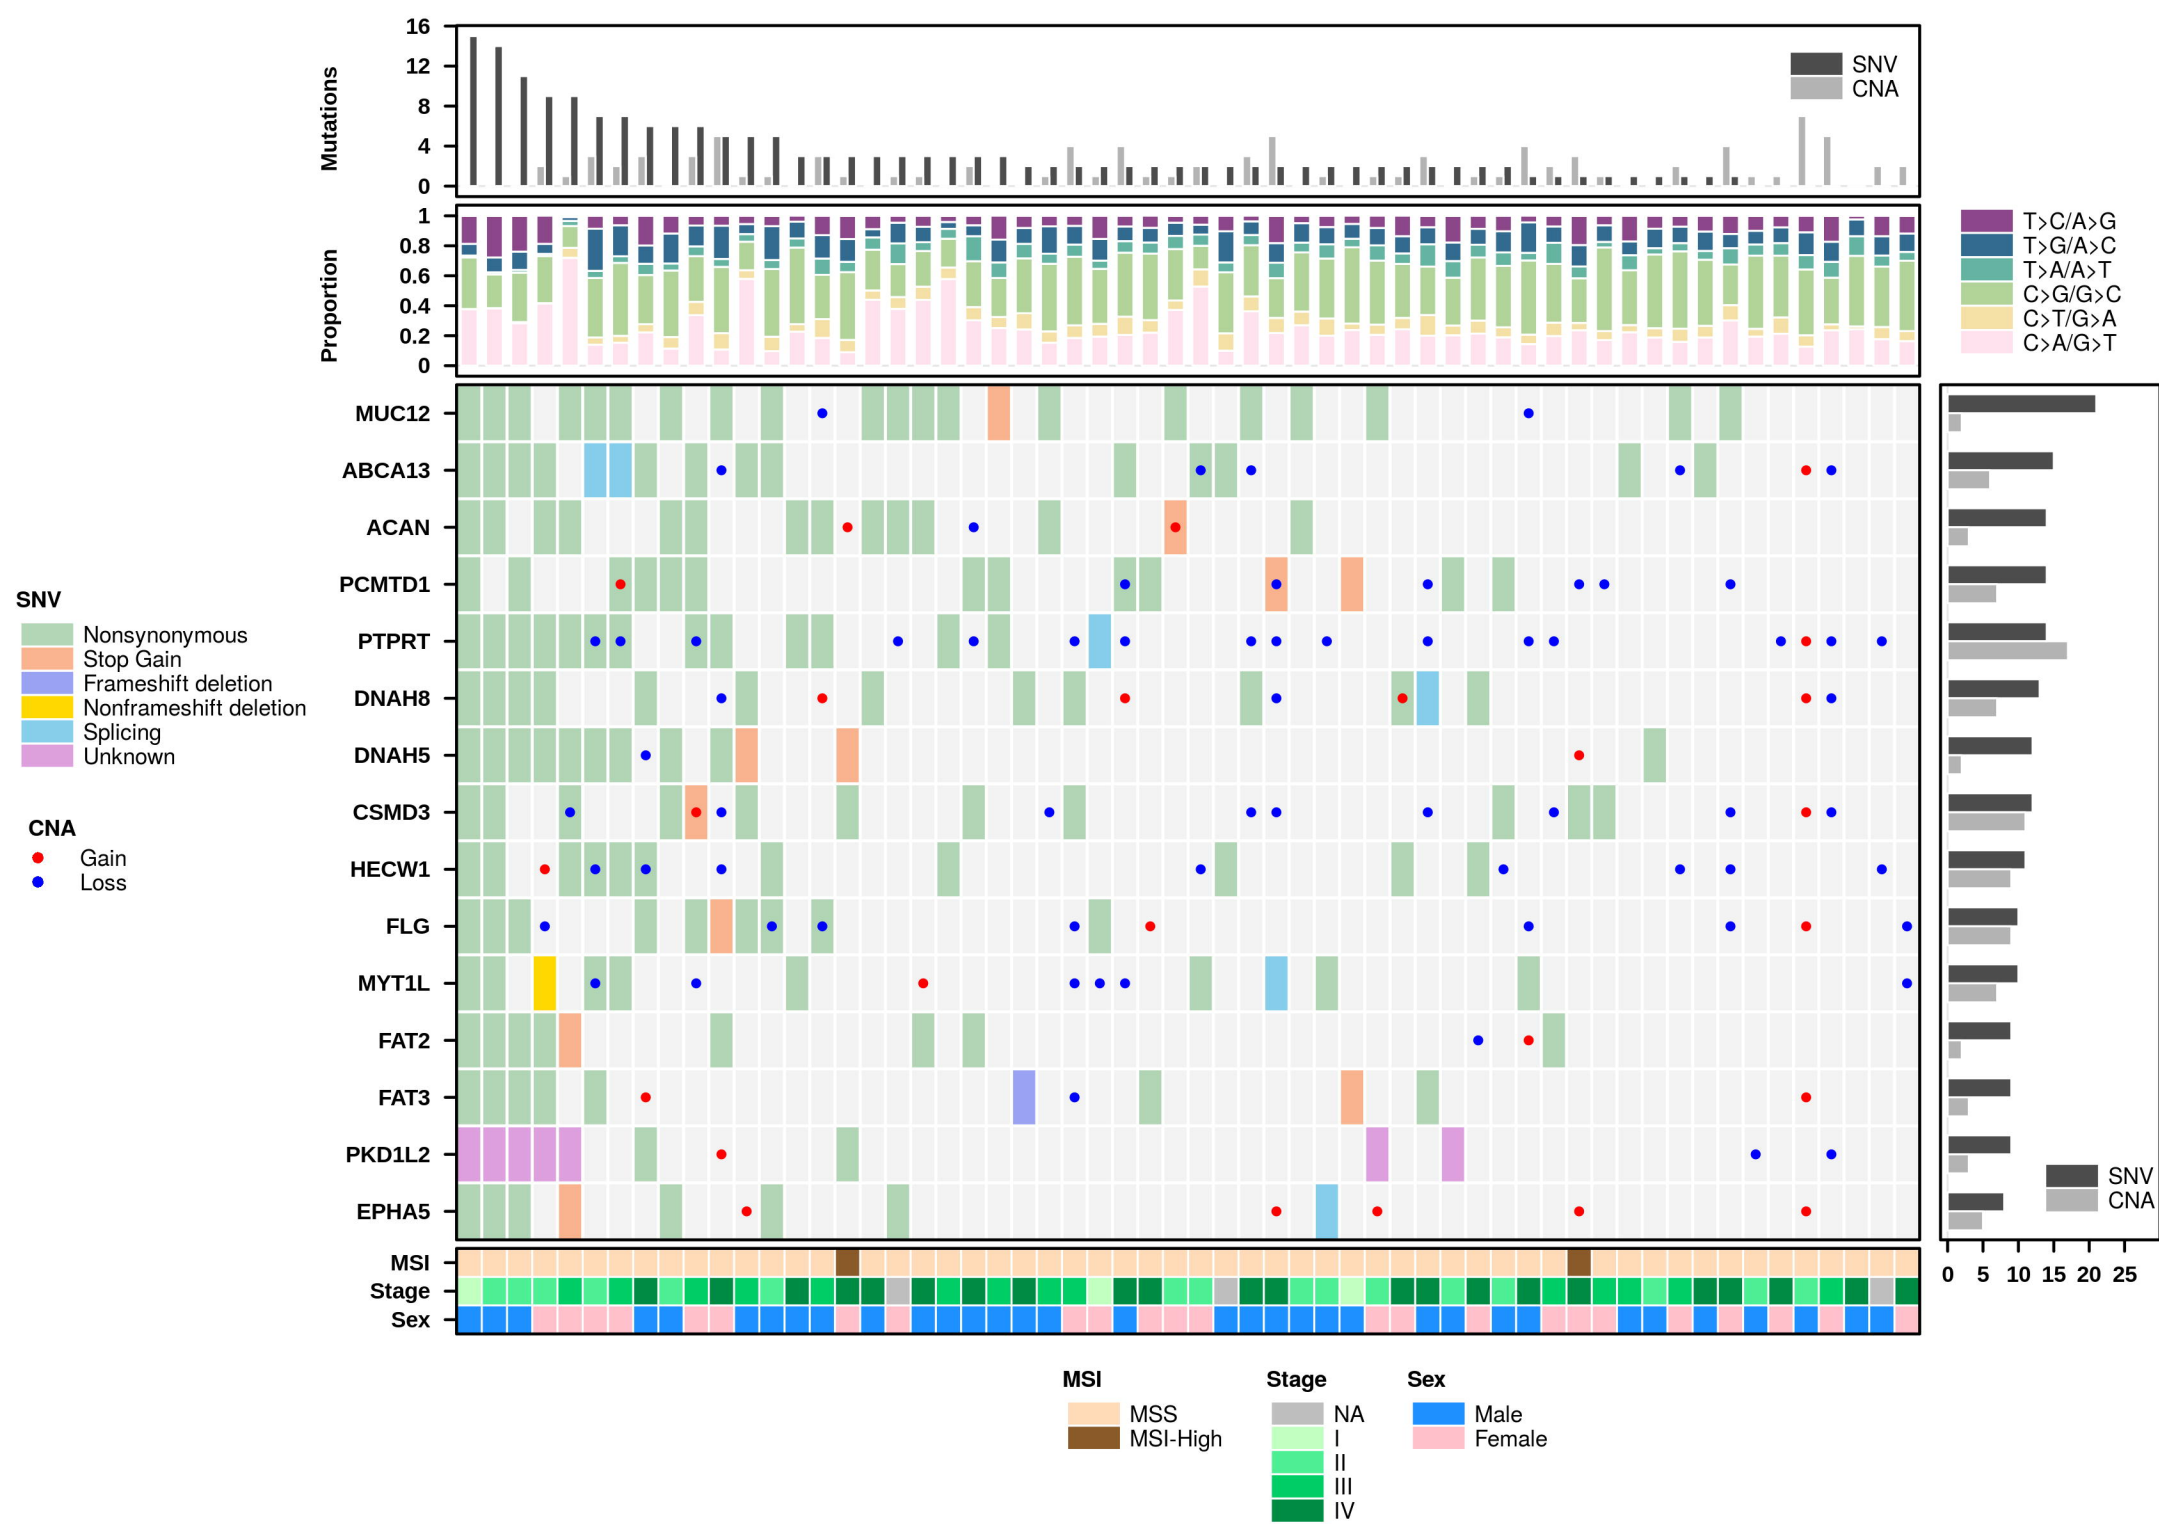 16
12
8
4
0
Mutations
SNV
CNA
1
0.8
0.6
0.4
0.2
0
Proportion
T>C/A>G
T>G/A>C
T>A/A>T
C>G/G>C
C>T/G>A
C>A/G>T
MUC12
ABCA13
ACAN
PCMTD1
PTPRT
DNAH8
DNAH5
CSMD3
HECW1
FLG
MYT1L
FAT2
FAT3
PKD1L2
EPHA5
SNV
Nonsynonymous
Stop Gain
Frameshift deletion
Nonframeshift deletion
Splicing
Unknown
CNA
Gain
Loss
SNV
CNA
0 5 10 15 20 25
MSI
Stage
Sex
MSI
MSS
MSI-High
Stage
NA
I
II
III
IV
Sex
Male
Female